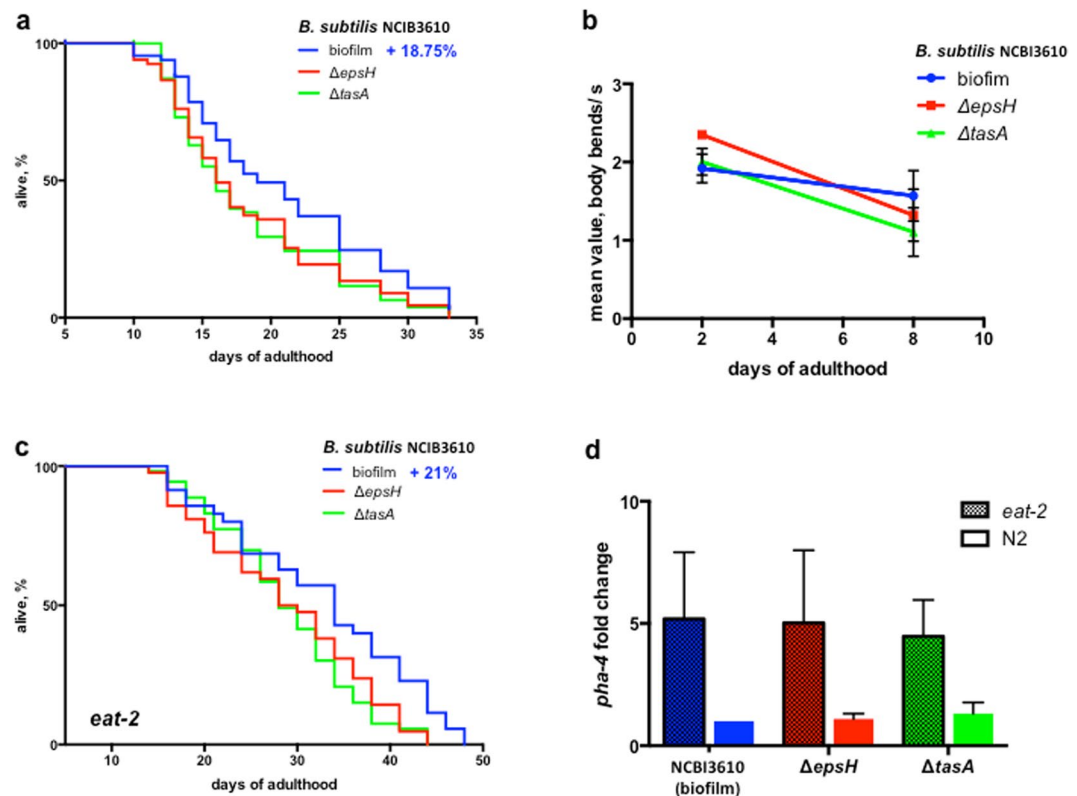 a
B. subtilis NCIB3610
biofilm + 18.75%
ΔepsH
ΔtasA
100
50
0
alive, %
5 10 15 20 25 30 35
days of adulthood
b
B. subtilis NCBI3610
biofim
ΔepsH
ΔtasA
3
2
1
0
mean value, body bends/ s
0 2 4 6 8 10
days of adulthood
c
B. subtilis NCIB3610
biofilm + 21%
ΔepsH
ΔtasA
100
50
0
alive, %
eat-2
10 20 30 40 50
days of adulthood
d
eat-2
N2
10
5
0
pha-4 fold change
NCBI3610 ΔepsH ΔtasA
(biofilm)